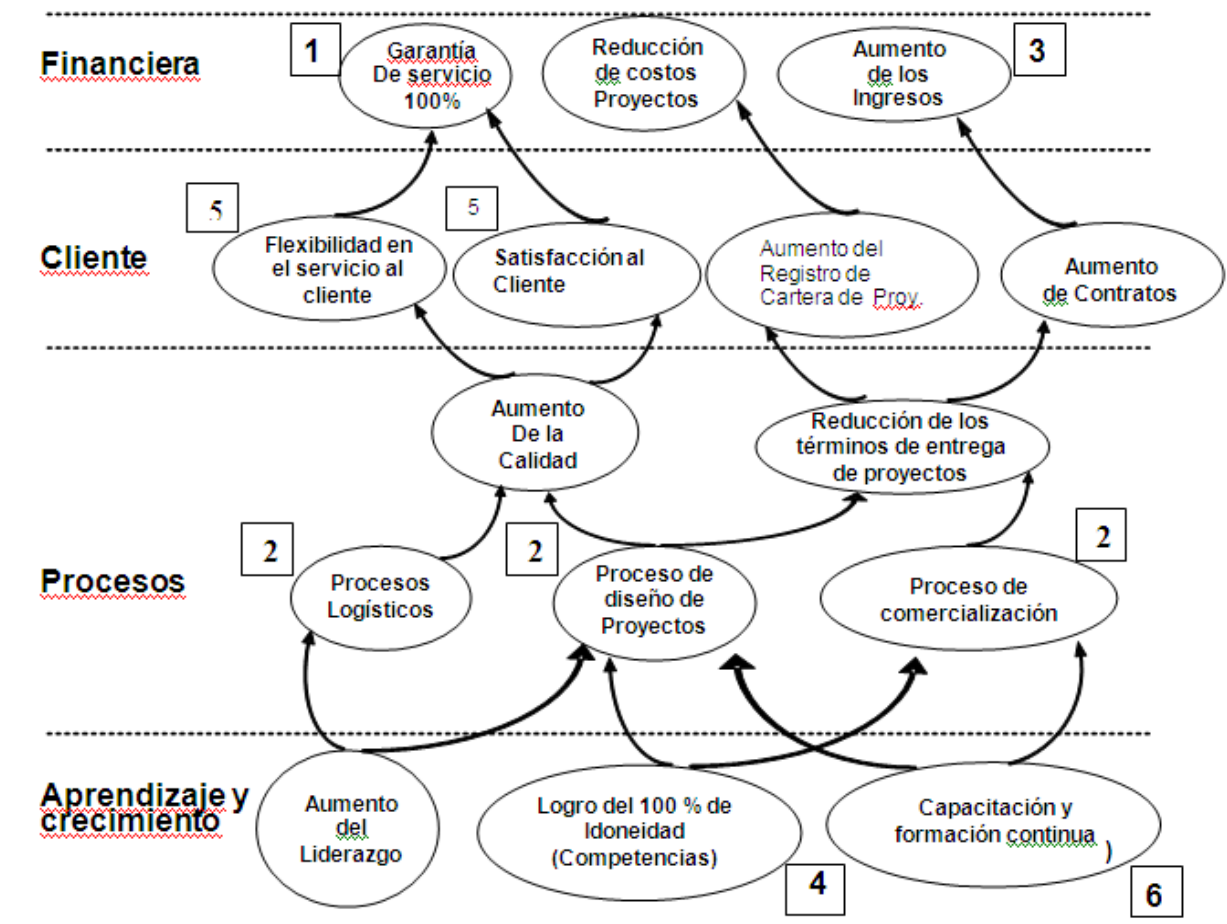 Financiera
1
Garantía
De servicio
100%
Reducción
de costos
Proyectos
Aumento
de los
Ingresos
3
Cliente
5
Flexibilidad en
el servicio al
cliente
5
Satisfacción al
Cliente
Aumento del
Registro de
Cartera de Proy.
Aumento
de Contratos
Aumento
De la
Calidad
Reducción de los
términos de entrega
de proyectos
Procesos
2
Procesos
Logísticos
2
Proceso de
diseño de
Proyectos
2
Proceso de
comercialización
Aprendizaje y
crecimiento
Aumento
del
Liderazgo
Logro del 100 % de
Idoneidad
(Competencias)
4
Capacitación y
formación continua
)
6